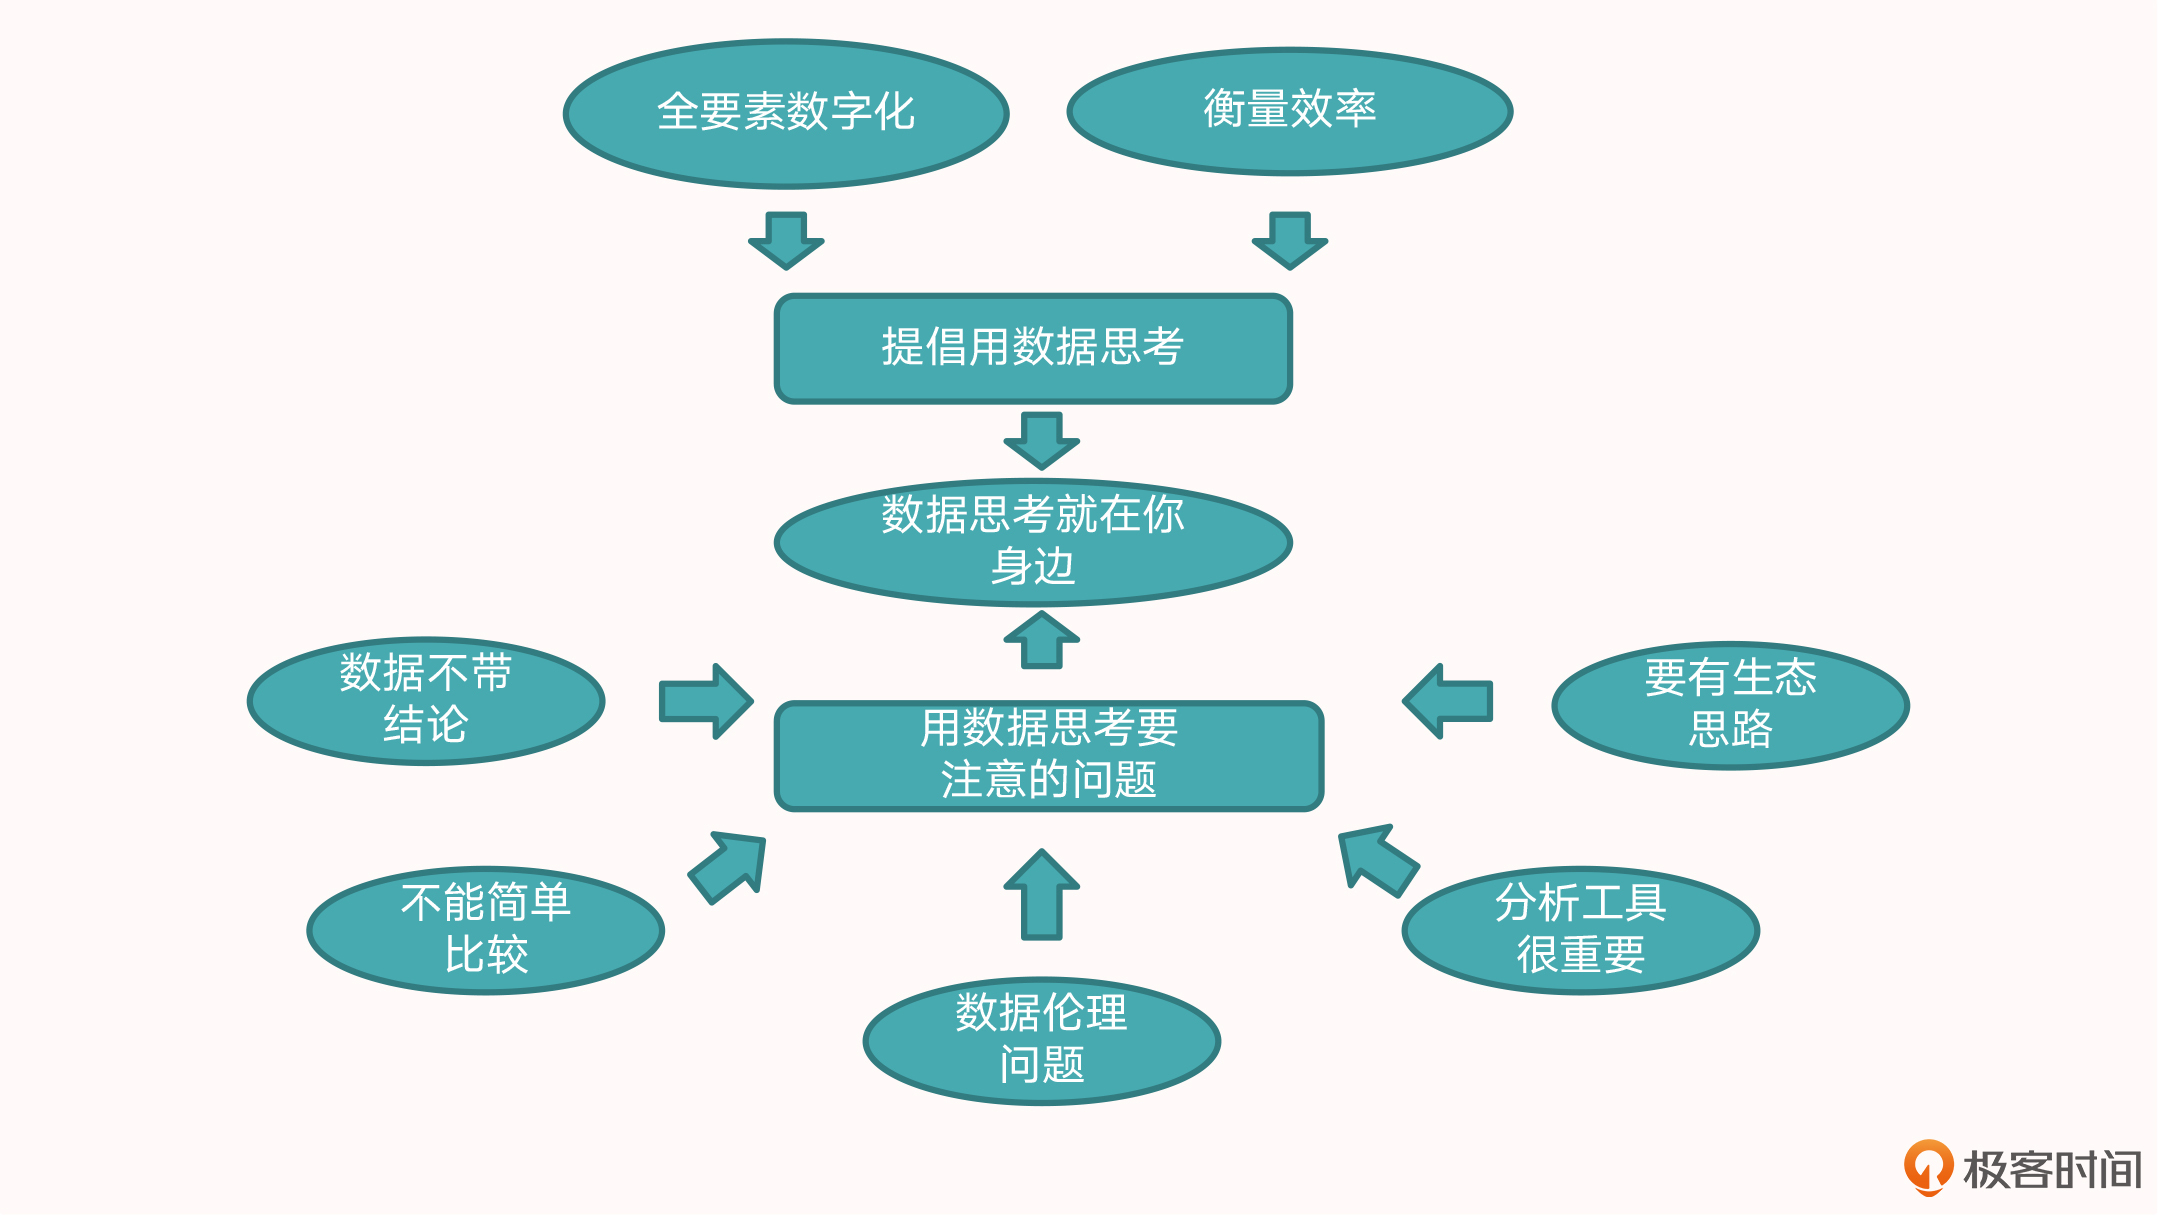 全要素数字化
衡量效率
提倡用数据思考
数据思考就在你
身边
数据不带
结论
要有生态
思路
用数据思考要
注意的问题
不能简单
比较
分析工具
很重要
数据伦理
问题
极客时间